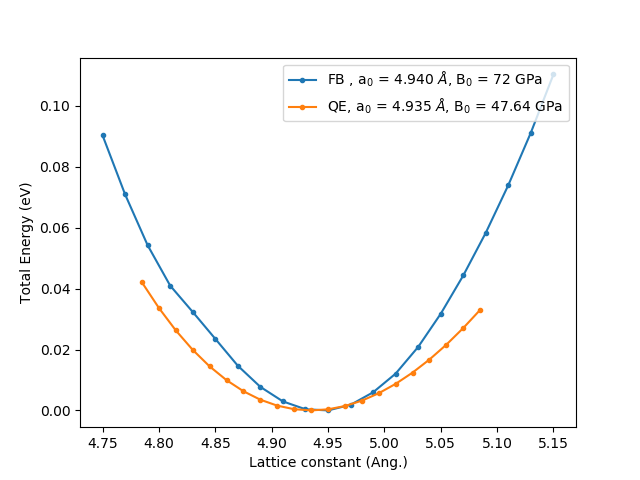 FB , a₀ = 4.940 Å, B₀ = 72 GPa
QE, a₀ = 4.935 Å, B₀ = 47.64 GPa
0.10
0.08
0.06
0.04
0.02
0.00
Total Energy (eV)
4.75 4.80 4.85 4.90 4.95 5.00 5.05 5.10 5.15
Lattice constant (Ang.)